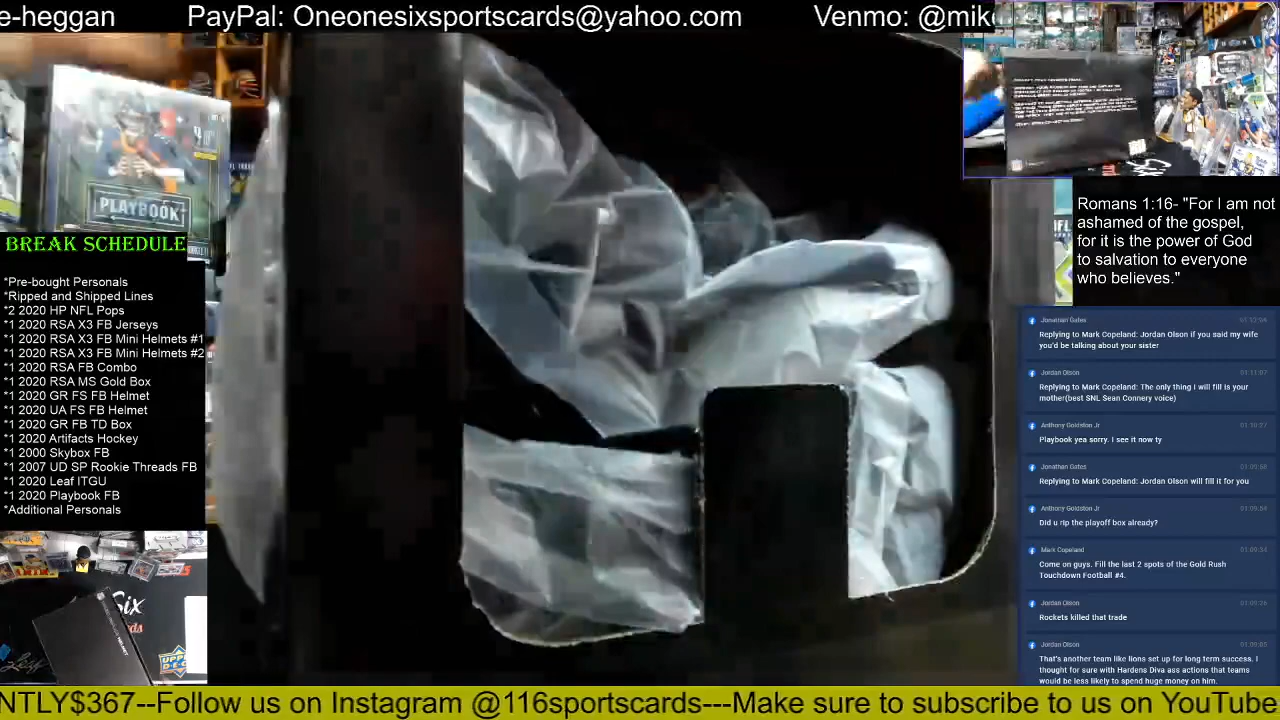 e-heggan PayPal: Oneonesixsportscards@yahoo.com Venmo: @mike
PLAYBOOK
BREAK SCHEDULE
*Pre-bought Personals
*Ripped and Shipped Lines
*2 2020 HP NFL Pops
*1 2020 RSA X3 FB Jerseys
*1 2020 RSA X3 FB Mini Helmets #1
*1 2020 RSA X3 FB Mini Helmets #2
*1 2020 RSA FB Combo
*1 2020 RSA MS Gold Box
*1 2020 GR FS FB Helmet
*1 2020 UA FS FB Helmet
*1 2020 GR FB TD Box
*1 2020 Artifacts Hockey
*1 2000 Skybox FB
*1 2007 UD SP Rookie Threads FB
*1 2020 Leaf ITGU
*1 2020 Playbook FB
*Additional Personals
Romans 1:16- "For I am not
ashamed of the gospel,
for it is the power of God
to salvation to everyone
who believes."
Jonathan Gates
Replying to Mark Copeland: Jordan Olson if you said my wife
you'd be talking about your sister
Jordan Olson
Replying to Mark Copeland: The only thing I will fill is your
mother(best SNL Sean Connery voice)
Anthony Goldston Jr
Playbook yea sorry. I see it now ty
Jonathan Gates
Replying to Mark Copeland: Jordan Olson will fill it for you
Anthony Goldston Jr
Did u rip the playoff box already?
Mark Copeland
Come on guys. Fill the last 2 spots of the Gold Rush
Touchdown Football #4.
Jordan Olson
Rockets killed that trade
Jordan Olson
That's another team like lions set up for long term success. I
thought for sure with Hardens Diva ass actions that teams
would be less likely to spend huge money on him.
Six
UPPER
Leaf
NTLY$367--Follow us on Instagram @116sportscards---Make sure to subscribe to us on YouTube